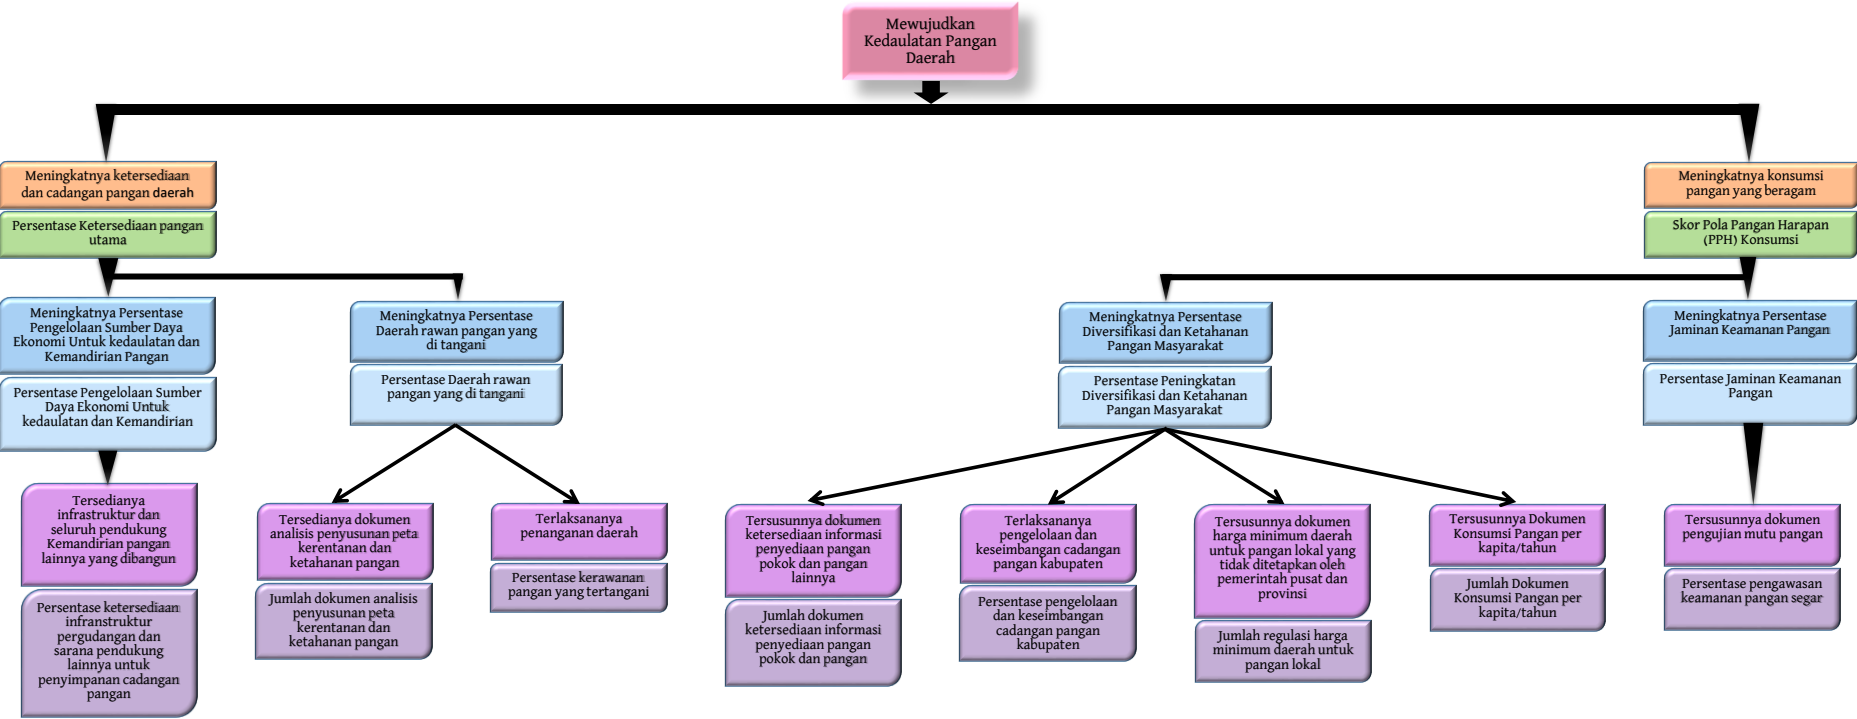 Mewujudkan
Kedaulatan Pangan
Daerah
Meningkatnya ketersediaan
dan cadangan pangan daerah
Persentase Ketersediaan pangan
utama
Meningkatnya konsumsi
pangan yang beragam
Skor Pola Pangan Harapan
(PPH) Konsumsi
Meningkatnya Persentase
Pengelolaan Sumber Daya
Ekonomi Untuk kedaulatan dan
Kemandirian Pangan
Persentase Pengelolaan Sumber
Daya Ekonomi Untuk
kedaulatan dan Kemandirian
Meningkatnya Persentase
Daerah rawan pangan yang
di tangani
Persentase Daerah rawan
pangan yang di tangani
Meningkatnya Persentase
Diversifikasi dan Ketahanan
Pangan Masyarakat
Persentase Peningkatan
Diversifikasi dan Ketahanan
Pangan Masyarakat
Meningkatnya Persentase
Jaminan Keamanan Pangan
Persentase Jaminan Keamanan
Pangan
Tersedianya
infrastruktur dan
seluruh pendukung
Kemandirian pangan
lainnya yang dibangun
Persentase ketersediaan
infranstruktur
pergudangan dan
sarana pendukung
lainnya untuk
penyimpanan cadangan
pangan
Tersedianya dokumen
analisis penyusunan peta
kerentanan dan
ketahanan pangan
Jumlah dokumen analisis
penyusunan peta
kerentanan dan
ketahanan pangan
Terlaksananya
penanganan daerah
Persentase kerawanan
pangan yang tertangani
Tersusunnya dokumen
ketersediaan informasi
penyediaan pangan
pokok dan pangan
lainnya
Jumlah dokumen
ketersediaan informasi
penyediaan pangan
pokok dan pangan
Terlaksananya
pengelolaan dan
keseimbangan cadangan
pangan kabupaten
Persentase pengelolaan
dan keseimbangan
cadangan pangan
kabupaten
Tersusunnya dokumen
harga minimum daerah
untuk pangan lokal yang
tidak ditetapkan oleh
pemerintah pusat dan
provinsi
Jumlah regulasi harga
minimum daerah untuk
pangan lokal
Tersusunnya Dokumen
Konsumsi Pangan per
kapita/tahun
Jumlah Dokumen
Konsumsi Pangan per
kapita/tahun
Tersusunnya dokumen
pengujian mutu pangan
Persentase pengawasan
keamanan pangan segar